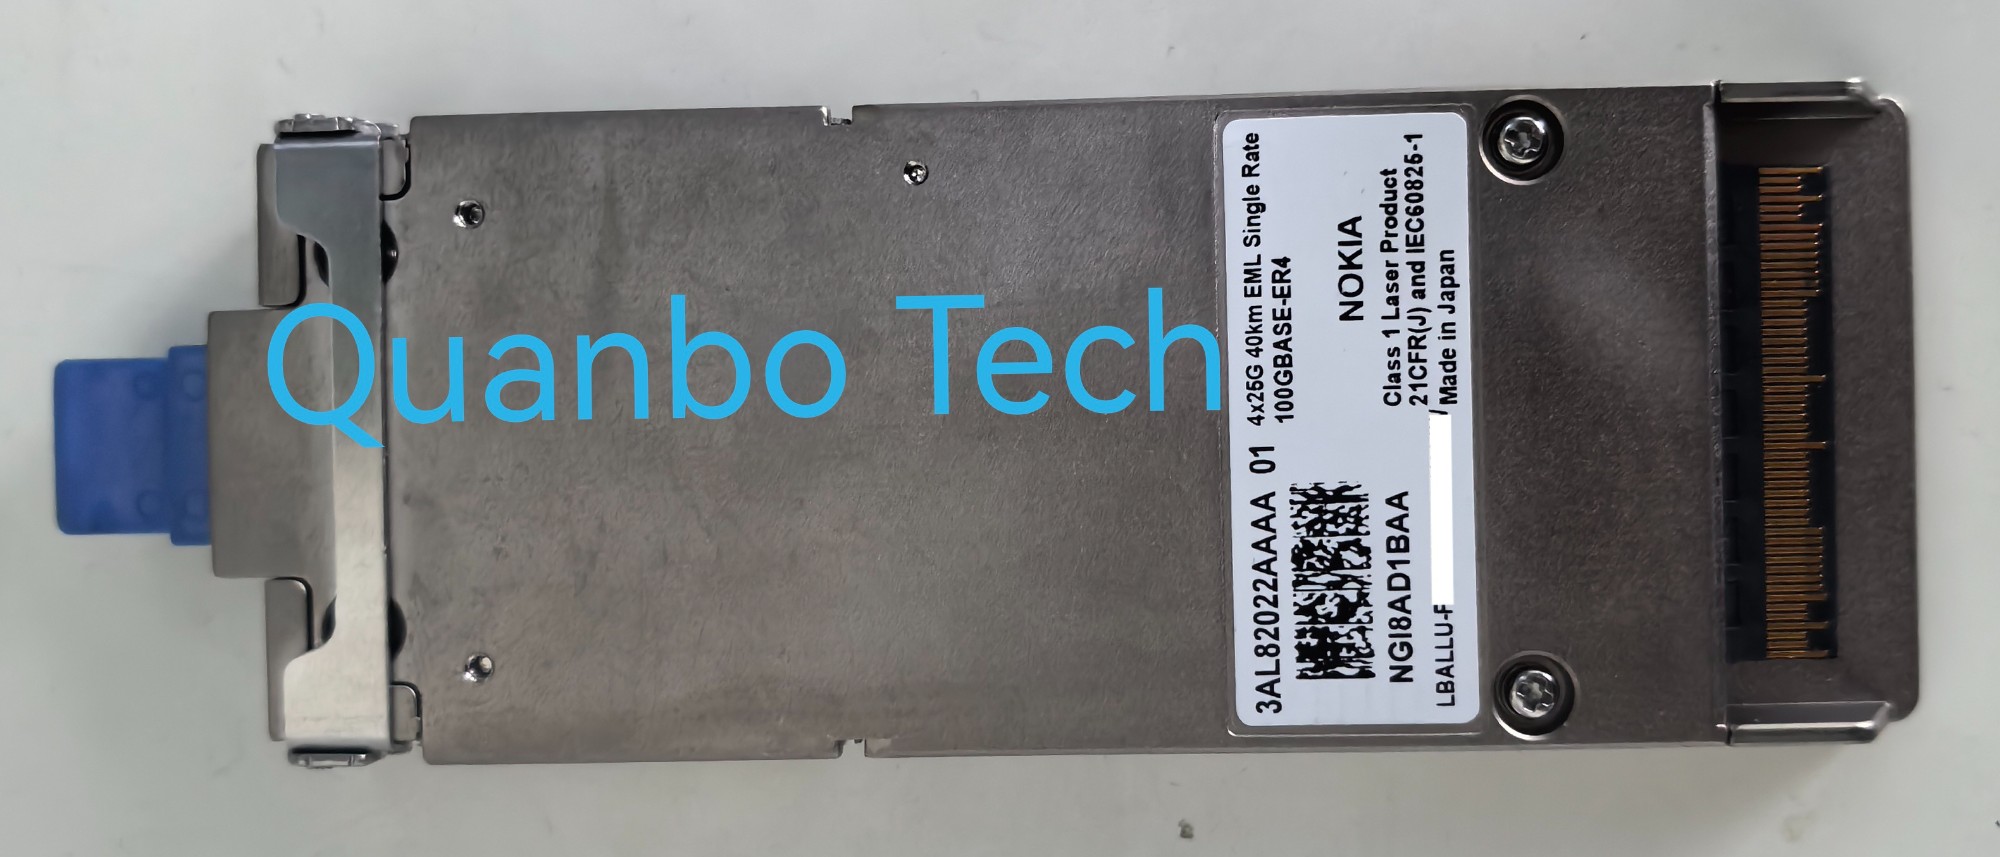 Quanbo Tech
3AL82022AAAA 01
4x25G 40km EML Single Rate
100GBASE-ER4
NOKIA
NGI8AD1BAA
Class 1 Laser Product
21CFR(J) and IEC60825-1
LBALLU-F
/Made in Japan